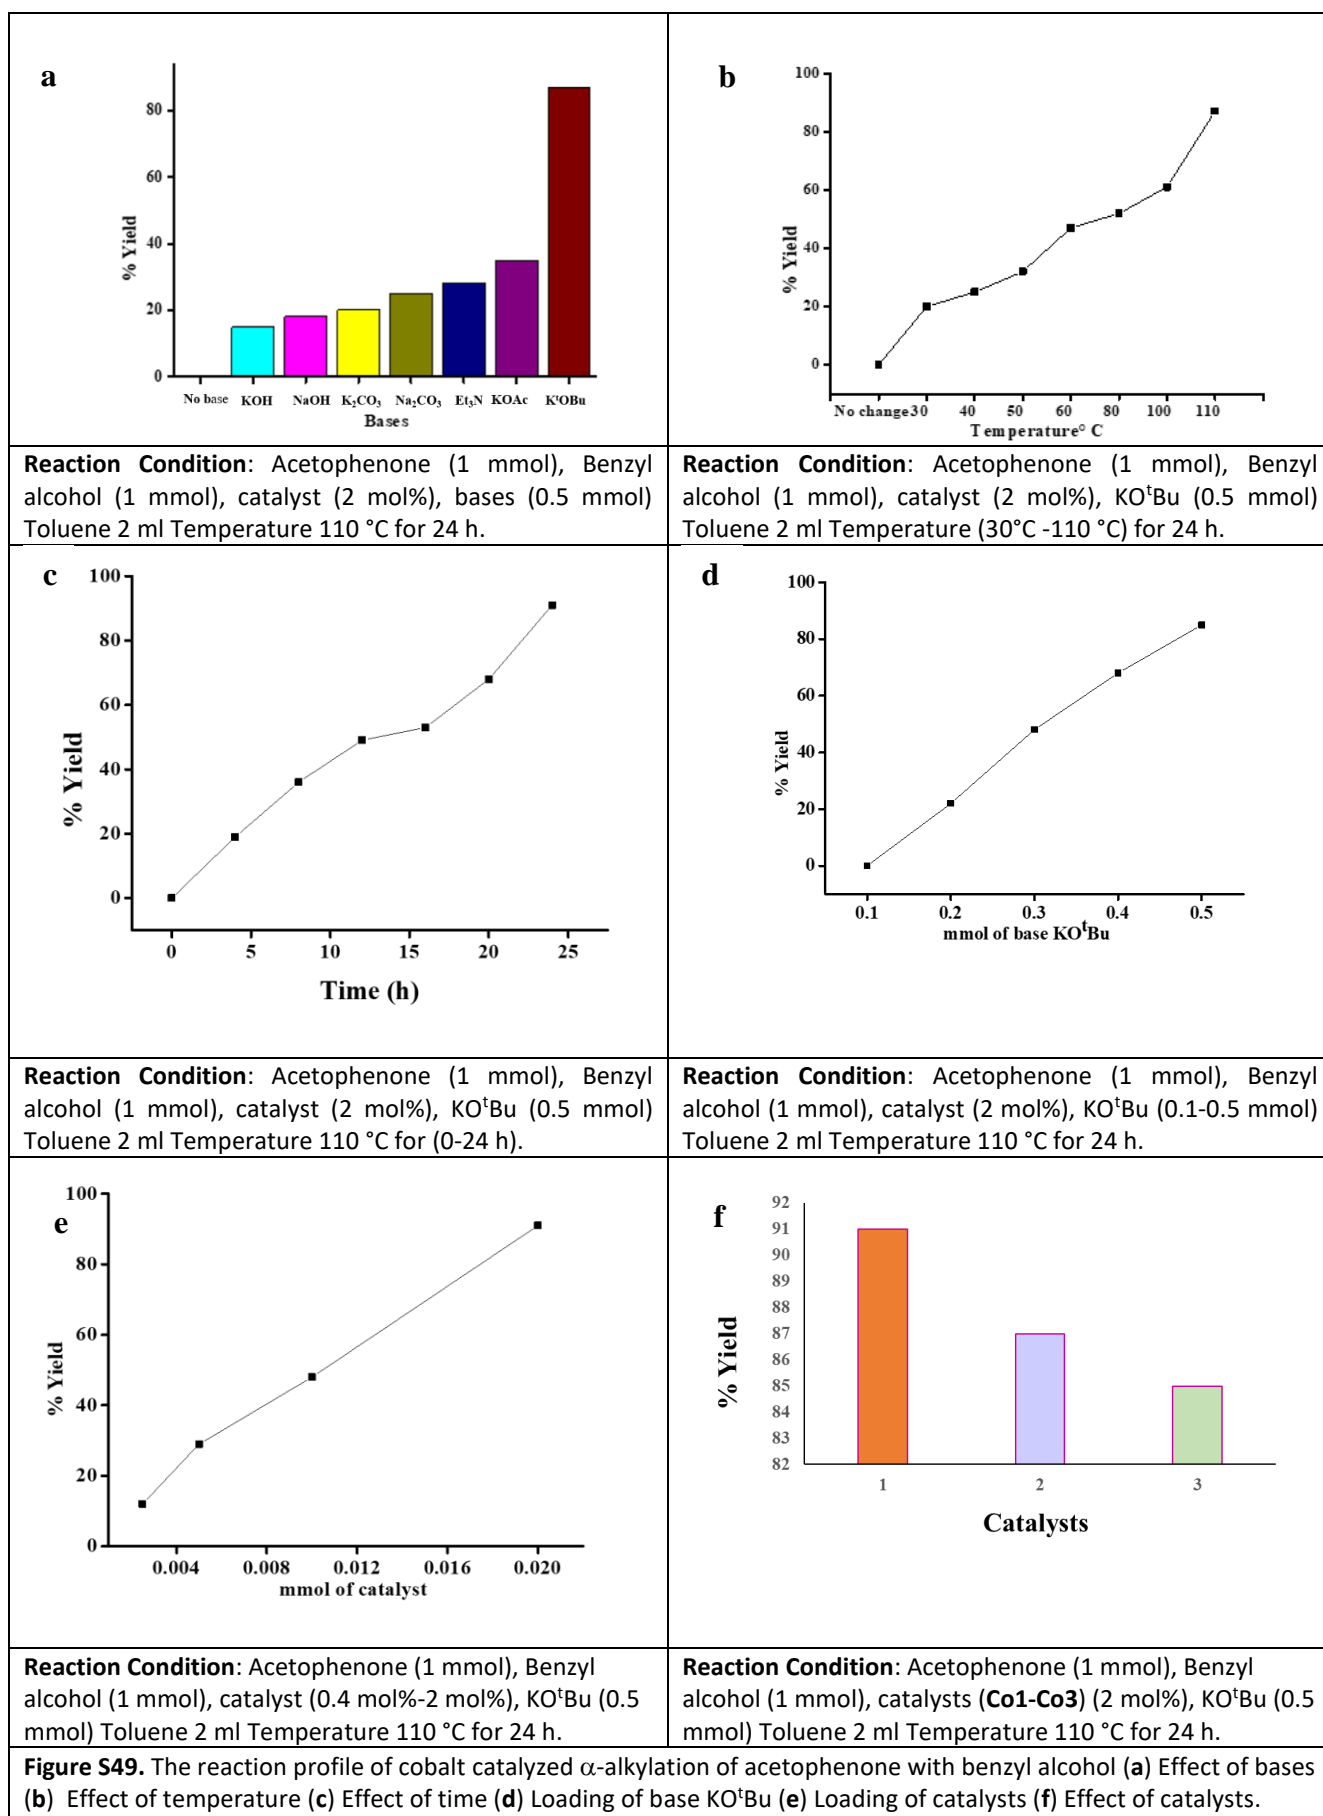 a
80
60
40
20
0
% Yield
No base KOH NaOH K₂CO₃ Na₂CO₃ Et₃N KOAc KᵗOBu
Bases
b
100
80
60
40
20
0
% Yield
No change 30 40 50 60 80 100 110
Temperature° C
Reaction Condition: Acetophenone (1 mmol), Benzyl
alcohol (1 mmol), catalyst (2 mol%), bases (0.5 mmol)
Toluene 2 ml Temperature 110 °C for 24 h.
Reaction Condition: Acetophenone (1 mmol), Benzyl
alcohol (1 mmol), catalyst (2 mol%), KOᵗBu (0.5 mmol)
Toluene 2 ml Temperature (30°C -110 °C) for 24 h.
c
100
80
60
40
20
0
% Yield
0 5 10 15 20 25
Time (h)
d
100
80
60
40
20
0
% Yield
0.1 0.2 0.3 0.4 0.5
mmol of base KOᵗBu
Reaction Condition: Acetophenone (1 mmol), Benzyl
alcohol (1 mmol), catalyst (2 mol%), KOᵗBu (0.5 mmol)
Toluene 2 ml Temperature 110 °C for (0-24 h).
Reaction Condition: Acetophenone (1 mmol), Benzyl
alcohol (1 mmol), catalyst (2 mol%), KOᵗBu (0.1-0.5 mmol)
Toluene 2 ml Temperature 110 °C for 24 h.
e
100
80
60
40
20
0
% Yield
0.004 0.008 0.012 0.016 0.020
mmol of catalyst
f
92
91
90
89
88
87
86
85
84
83
82
% Yield
1 2 3
Catalysts
Reaction Condition: Acetophenone (1 mmol), Benzyl
alcohol (1 mmol), catalyst (0.4 mol%-2 mol%), KOᵗBu (0.5
mmol) Toluene 2 ml Temperature 110 °C for 24 h.
Reaction Condition: Acetophenone (1 mmol), Benzyl
alcohol (1 mmol), catalysts (Co1-Co3) (2 mol%), KOᵗBu (0.5
mmol) Toluene 2 ml Temperature 110 °C for 24 h.
Figure S49. The reaction profile of cobalt catalyzed α-alkylation of acetophenone with benzyl alcohol (a) Effect of bases
(b) Effect of temperature (c) Effect of time (d) Loading of base KOᵗBu (e) Loading of catalysts (f) Effect of catalysts.